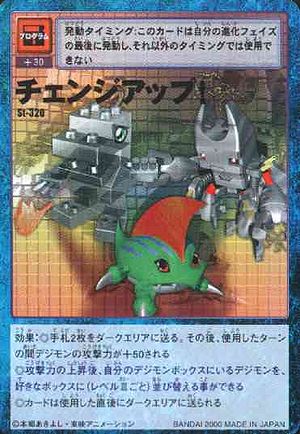 プログラム
+30
発動タイミング:このカードは自分の進化フェイズ
の最後に発動し、それ以外のタイミングでは使用で
きない
チェンジアップ!
St-320
効果:◎手札2枚をダークエリアに送る。その後、使用したターン
の間デジモンの攻撃力が+50される
◎攻撃力の上昇後、自分のデジモンボックスにいるデジモンを、
好きなボックスに(レベルⅢごと)並び替える事ができる
◎カードは使用した直後にダークエリアに送られる
©本郷あきよし・東映アニメーション
BANDAI 2000 MADE IN JAPAN